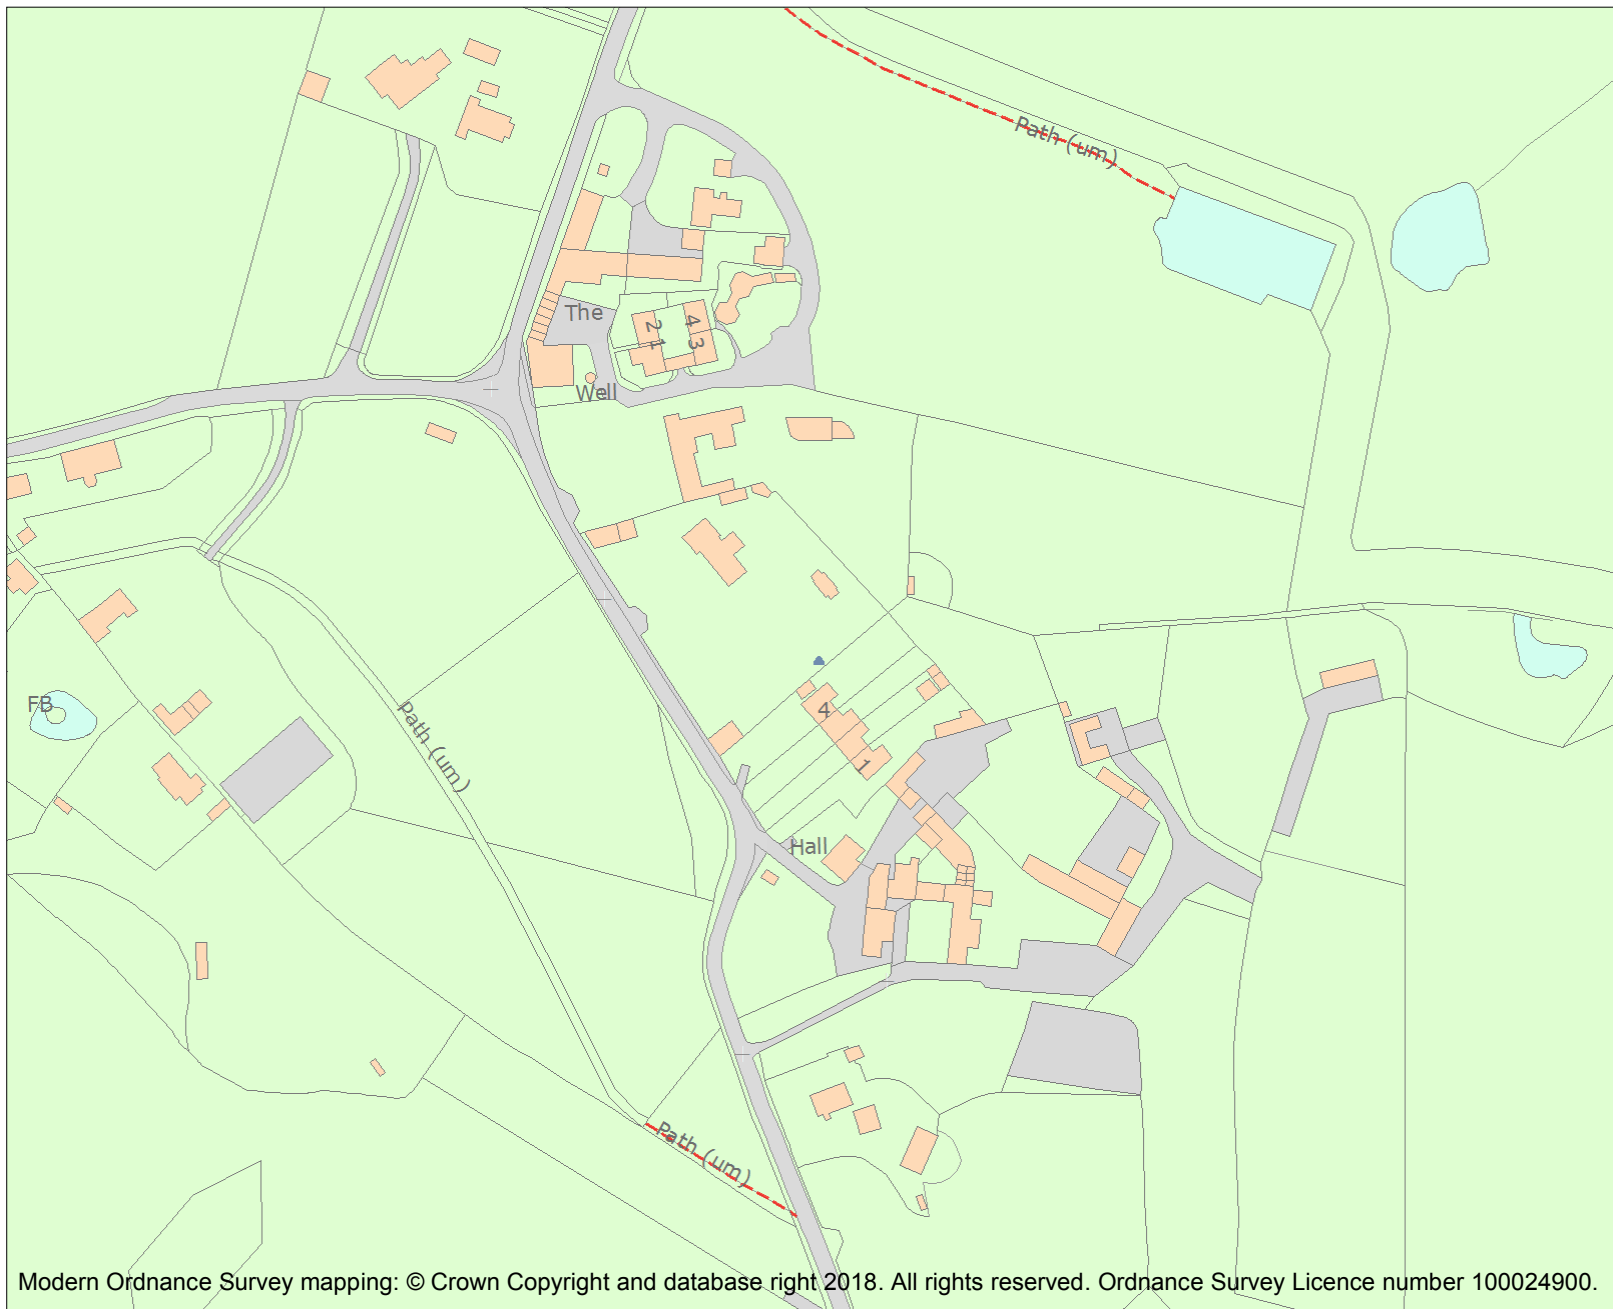 Path (um)
The
2
4
1
3
Well
FB
Path (um)
4
1
Hall
Path (um)
Modern Ordnance Survey mapping: © Crown Copyright and database right 2018. All rights reserved. Ordnance Survey Licence number 100024900.